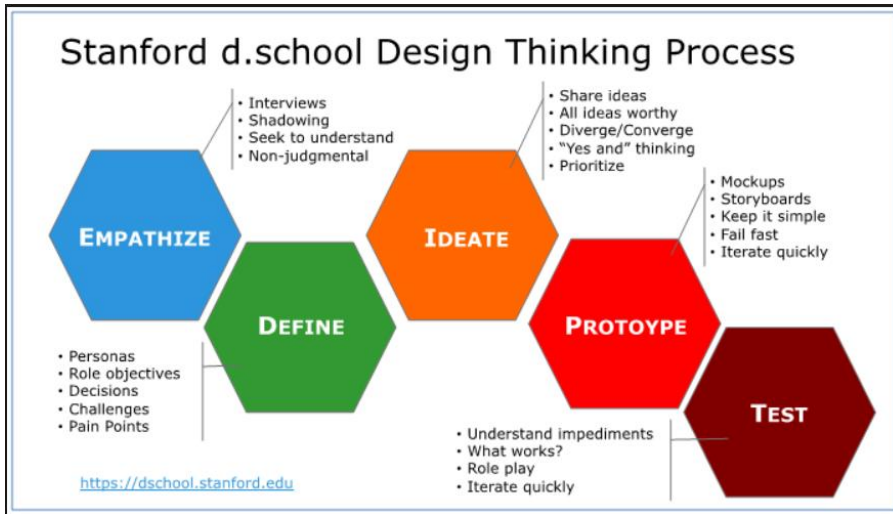 Stanford d.school Design Thinking Process
• Interviews
• Shadowing
• Seek to understand
• Non-judgmental
EMPATHIZE
• Personas
• Role objectives
• Decisions
• Challenges
• Pain Points
DEFINE
• Share ideas
• All ideas worthy
• Diverge/Converge
• “Yes and” thinking
• Prioritize
IDEATE
• Mockups
• Storyboards
• Keep it simple
• Fail fast
• Iterate quickly
PROTOYPE
• Understand impediments
• What works?
• Role play
• Iterate quickly
TEST
https://dschool.stanford.edu